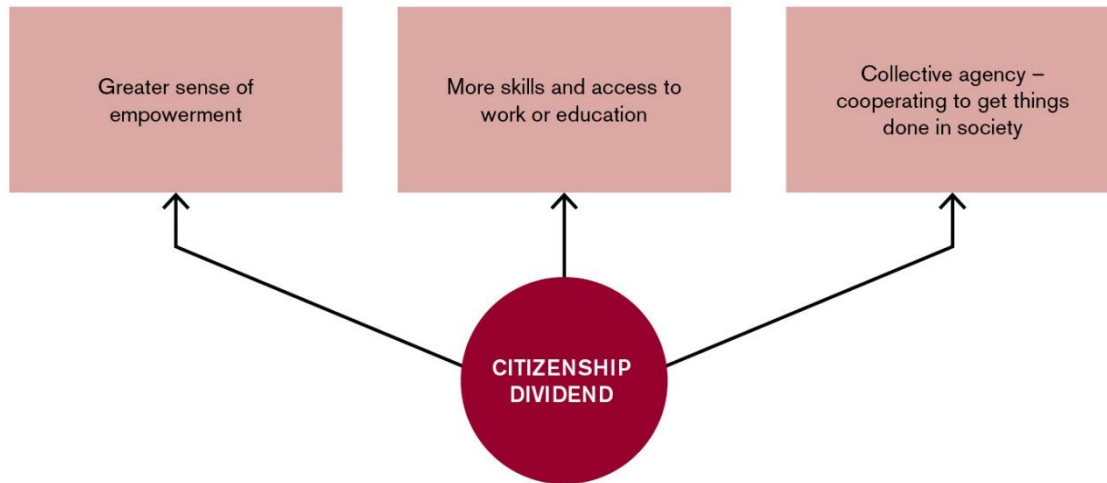 Greater sense of
empowerment
More skills and access to
work or education
Collective agency –
cooperating to get things
done in society
CITIZENSHIP
DIVIDEND